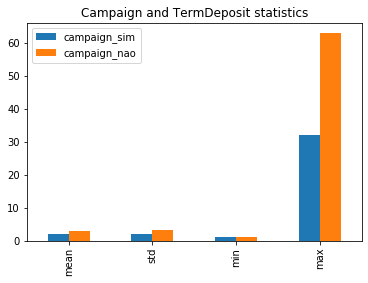 Campaign and TermDeposit statistics
campaign_sim
campaign_nao
60
50
40
30
20
10
0
mean
std
min
max